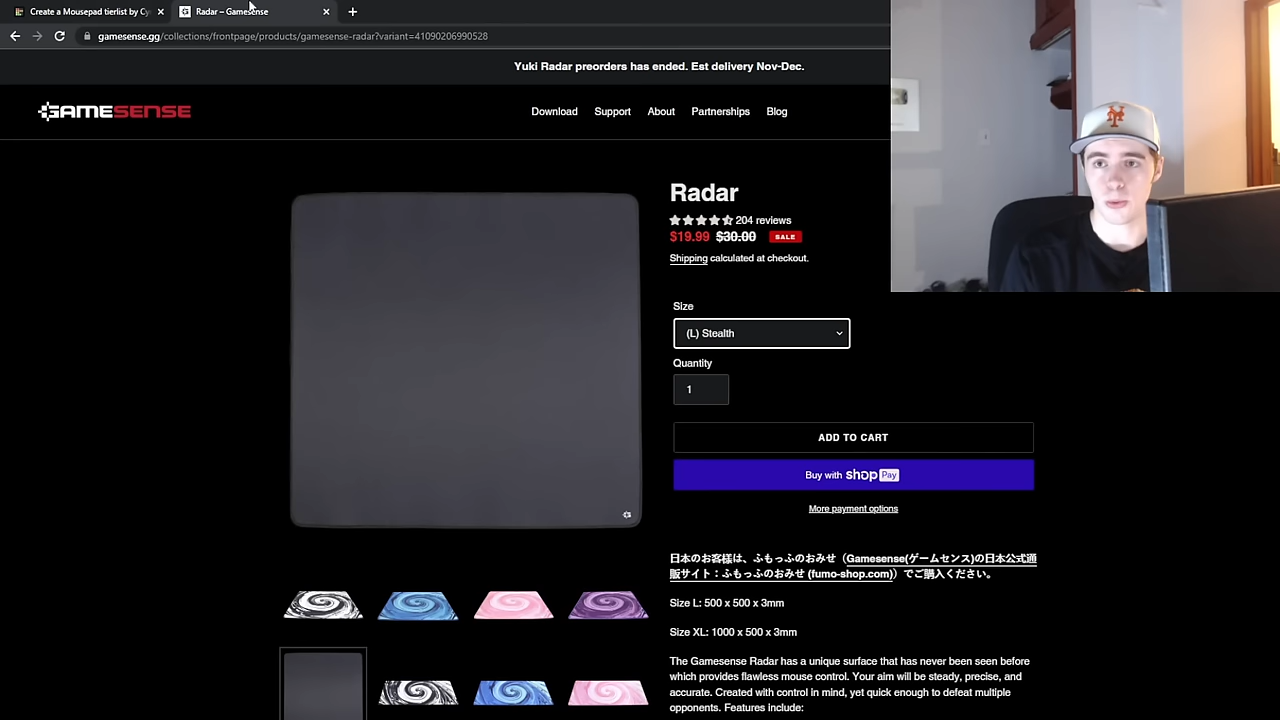 Create a Mousepad tierlist by Cy
Radar – Gamesense
gamesense.gg/collections/frontpage/products/gamesense-radar?variant=41090206990528
Yuki Radar preorders has ended. Est delivery Nov-Dec.
GAMESENSE
Download Support About Partnerships Blog
Radar
204 reviews
$19.99 $30.00 SALE
Shipping calculated at checkout.
Size
(L) Stealth
Quantity
1
ADD TO CART
Buy with shop Pay
More payment options
日本のお客様は、ふもっふのおみせ（Gamesense(ゲームセンス)の日本公式通
販サイト：ふもっふのおみせ (fumo-shop.com)）でご購入ください。
Size L: 500 x 500 x 3mm
Size XL: 1000 x 500 x 3mm
The Gamesense Radar has a unique surface that has never been seen before
which provides flawless mouse control. Your aim will be steady, precise, and
accurate. Created with control in mind, yet quick enough to defeat multiple
opponents. Features include: